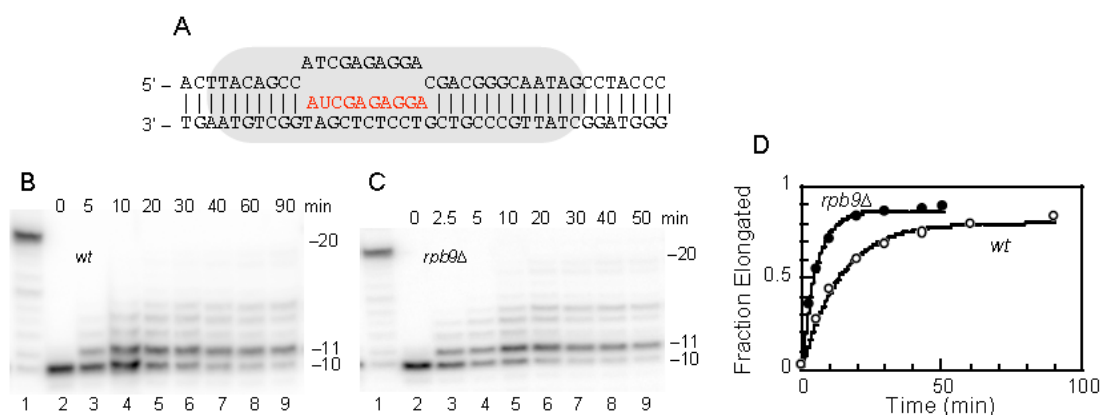 A
ATCGAGAGGA
5' – ACTTACAGCC CGACGGGCAATAGCCTACCC
AUCGAGAGGA
3' – TGAATGTCGGTAGCTCTCCTGCTGCCCGTTATCGGATGGG
B
0 5 10 20 30 40 60 90 min
wt
–20
–11
–10
1 2 3 4 5 6 7 8 9
C
0 2.5 5 10 20 30 40 50 min
rpb9Δ
–20
–11
–10
1 2 3 4 5 6 7 8 9
D
Fraction Elongated
1
0.5
0
rpb9Δ
wt
0 50 100
Time (min)